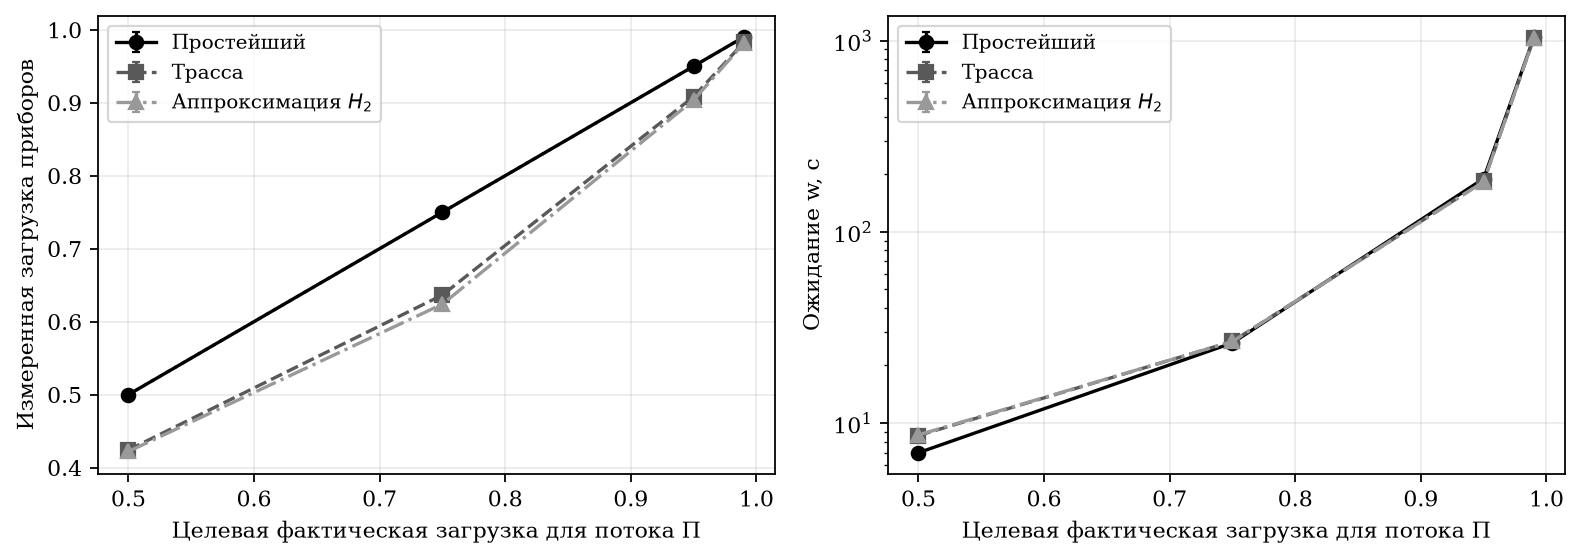 Измеренная загрузка приборов
1.0
0.9
0.8
0.7
0.6
0.5
0.4
Простейший
Трасса
Аппроксимация H₂
0.5 0.6 0.7 0.8 0.9 1.0
Целевая фактическая загрузка для потока П
Ожидание w, с
10³
10²
10¹
Простейший
Трасса
Аппроксимация H₂
0.5 0.6 0.7 0.8 0.9 1.0
Целевая фактическая загрузка для потока П